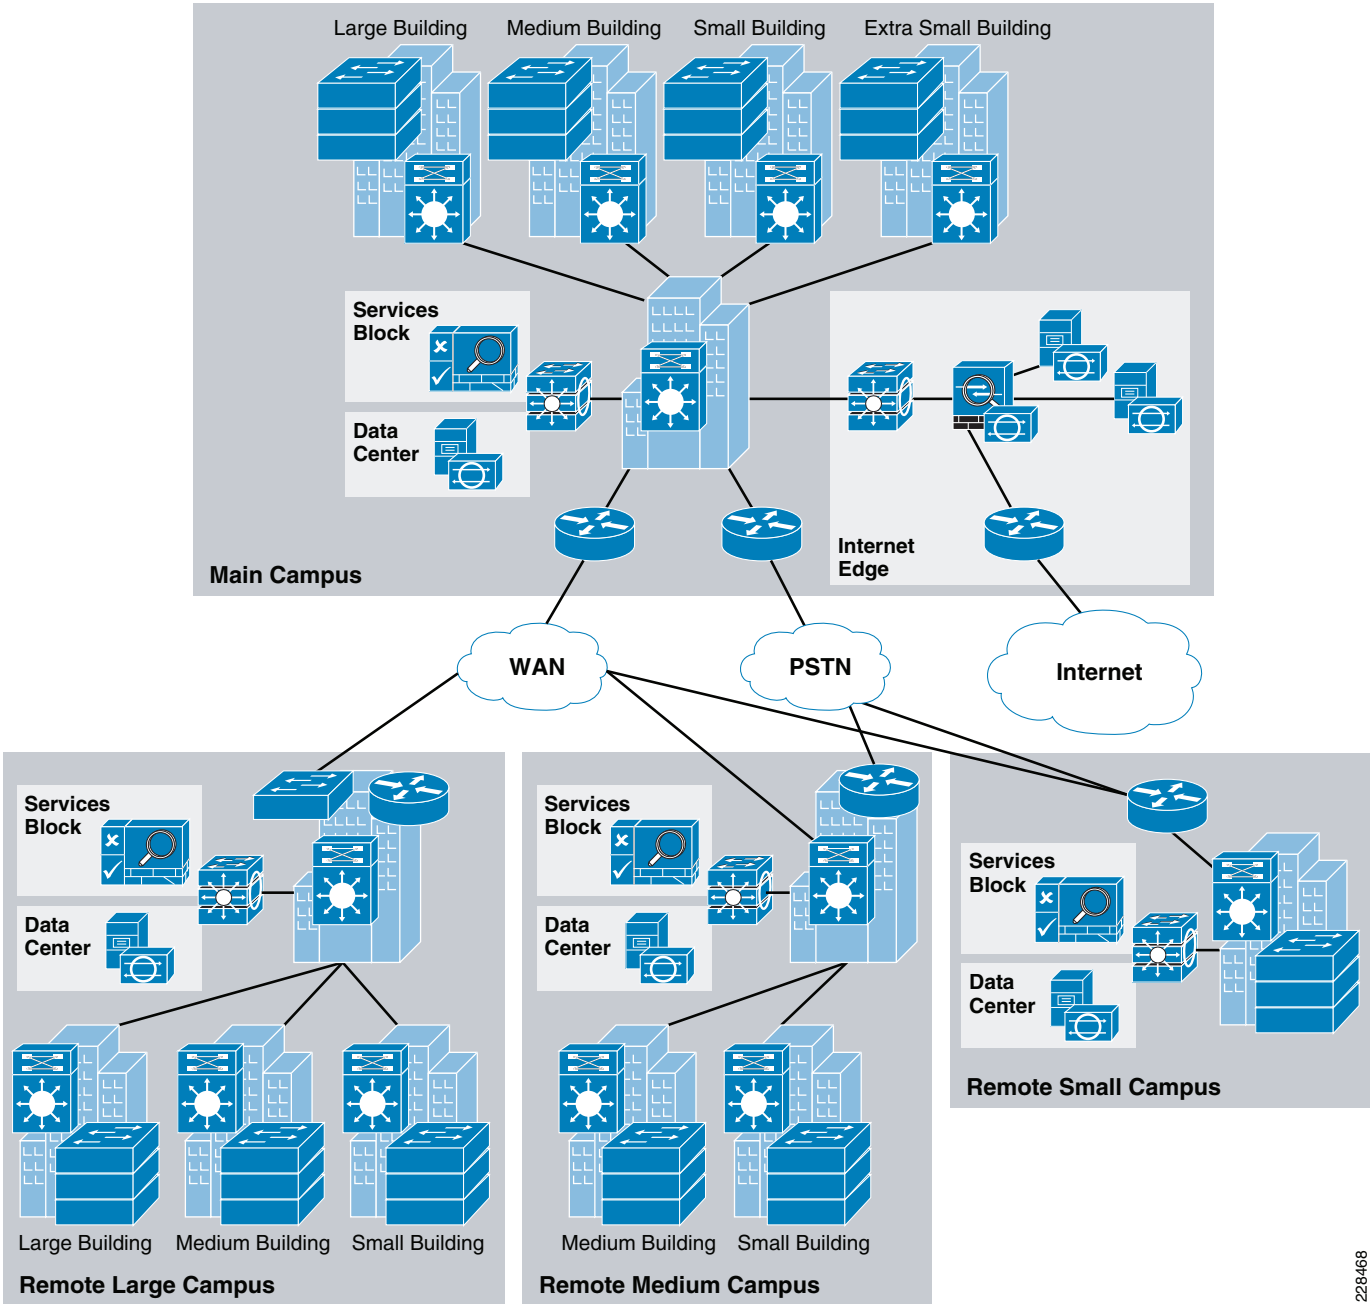 Large Building
Medium Building
Small Building
Extra Small Building
Services
Block
Data
Center
Internet
Edge
Main Campus
WAN
PSTN
Internet
Services
Block
Data
Center
Large Building
Medium Building
Small Building
Remote Large Campus
Services
Block
Data
Center
Medium Building
Small Building
Remote Medium Campus
Services
Block
Data
Center
Remote Small Campus
228468